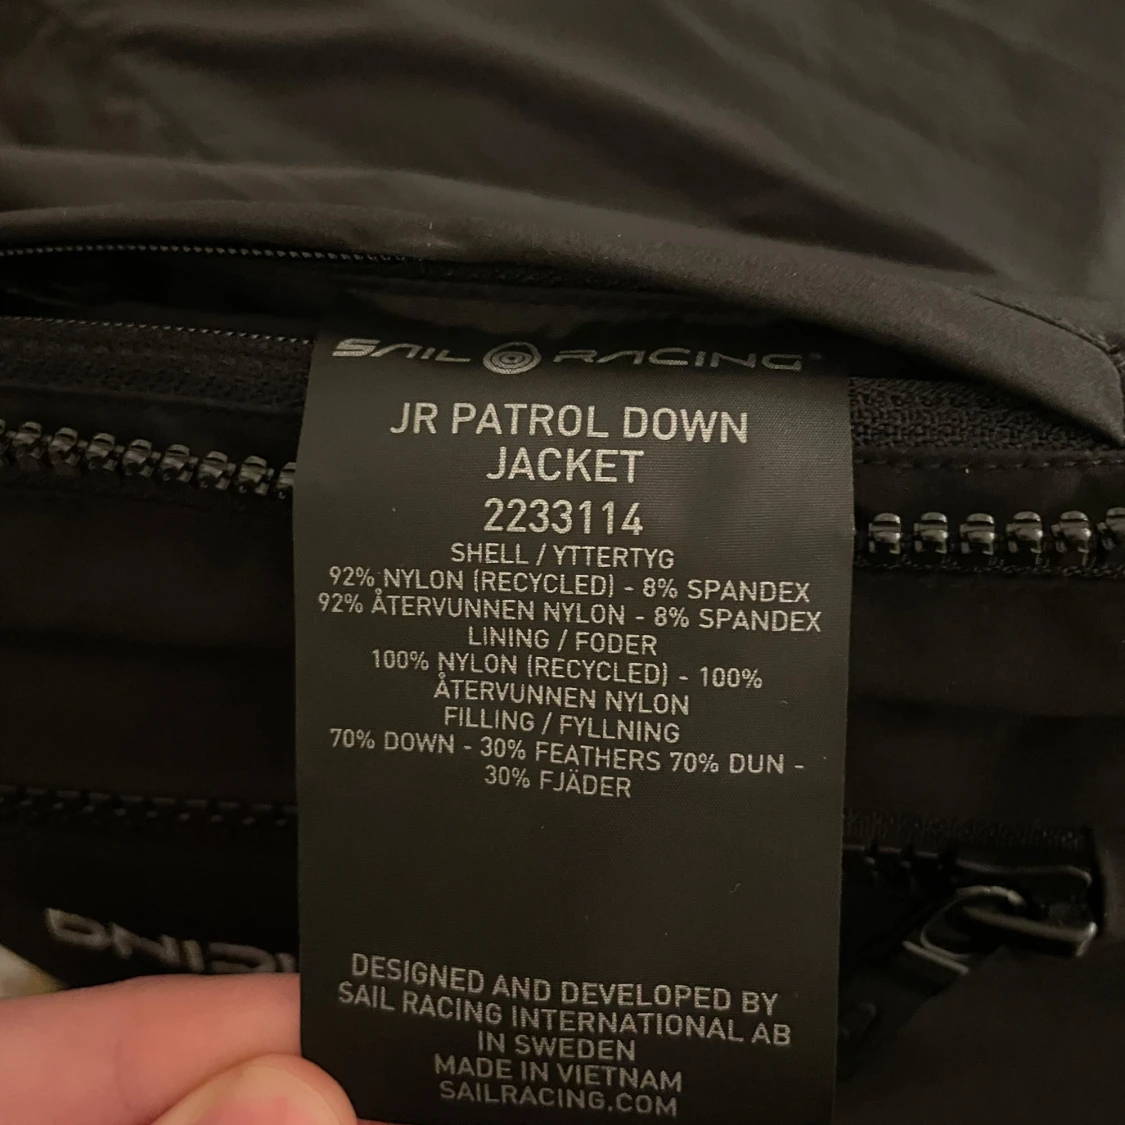 SAIL RACING
JR PATROL DOWN
JACKET
2233114
SHELL / YTTERTYG
92% NYLON (RECYCLED) - 8% SPANDEX
92% ÅTERVUNNEN NYLON - 8% SPANDEX
LINING / FODER
100% NYLON (RECYCLED) - 100%
ÅTERVUNNEN NYLON
FILLING / FYLLNING
70% DOWN - 30% FEATHERS 70% DUN -
30% FJÄDER
DESIGNED AND DEVELOPED BY
SAIL RACING INTERNATIONAL AB
IN SWEDEN
MADE IN VIETNAM
SAILRACING.COM